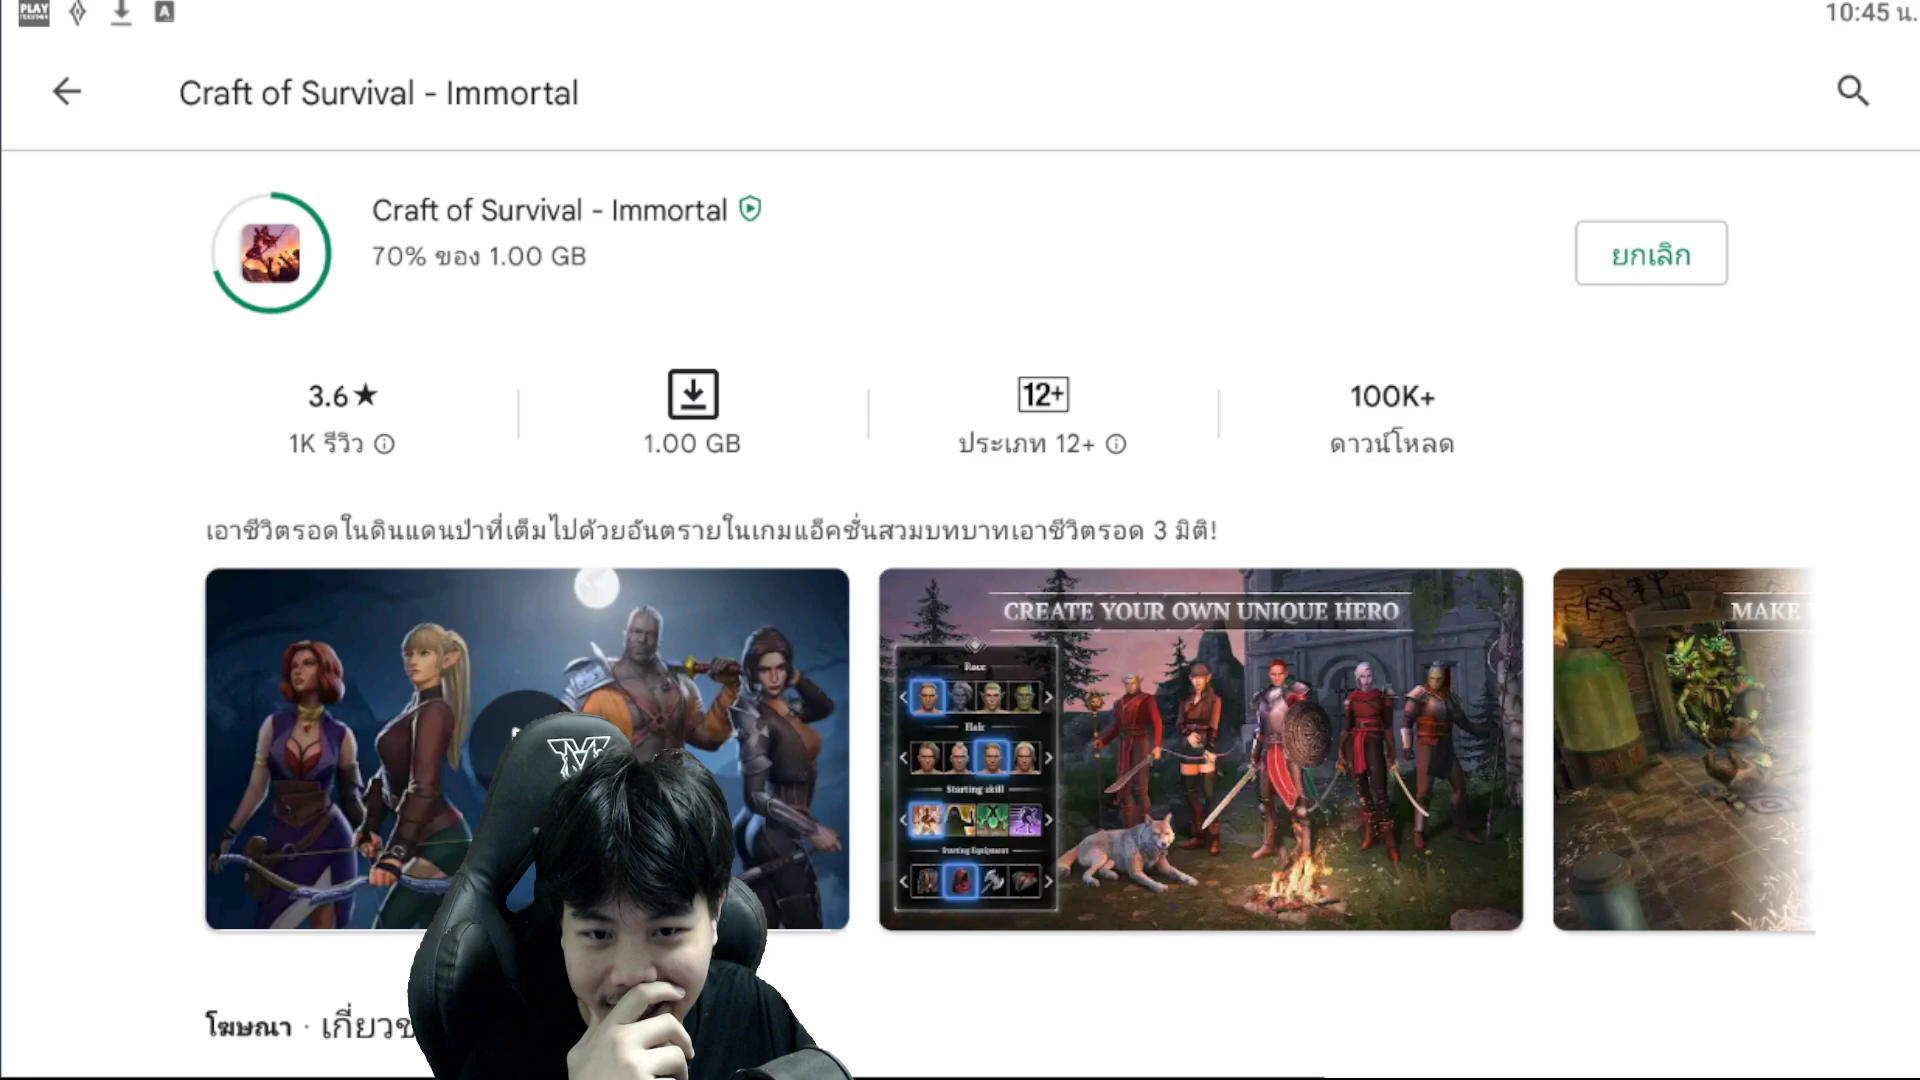 PLAY
TOGETHER
A
10:45 น.
Craft of Survival - Immortal
Craft of Survival - Immortal
70% ของ 1.00 GB
ยกเลิก
3.6★
1K รีวิว
1.00 GB
12+
ประเภท 12+
100K+
ดาวน์โหลด
เอาชีวิตรอดในดินแดนป่าที่เต็มไปด้วยอันตรายในเกมแอ็คชั่นสวมบทบาทเอาชีวิตรอด 3 มิติ!
CREATE YOUR OWN UNIQUE HERO
Race
Hair
Starting skill
Starting Equipment
MAKE
โฆษณา · เกี่ยวข